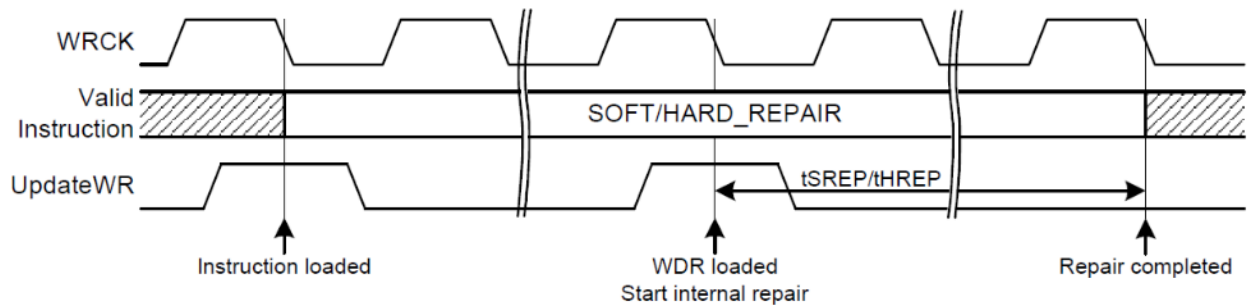 WRCK
Valid
Instruction
SOFT/HARD_REPAIR
UpdateWR
tSREP/tHREP
Instruction loaded
WDR loaded
Start internal repair
Repair completed